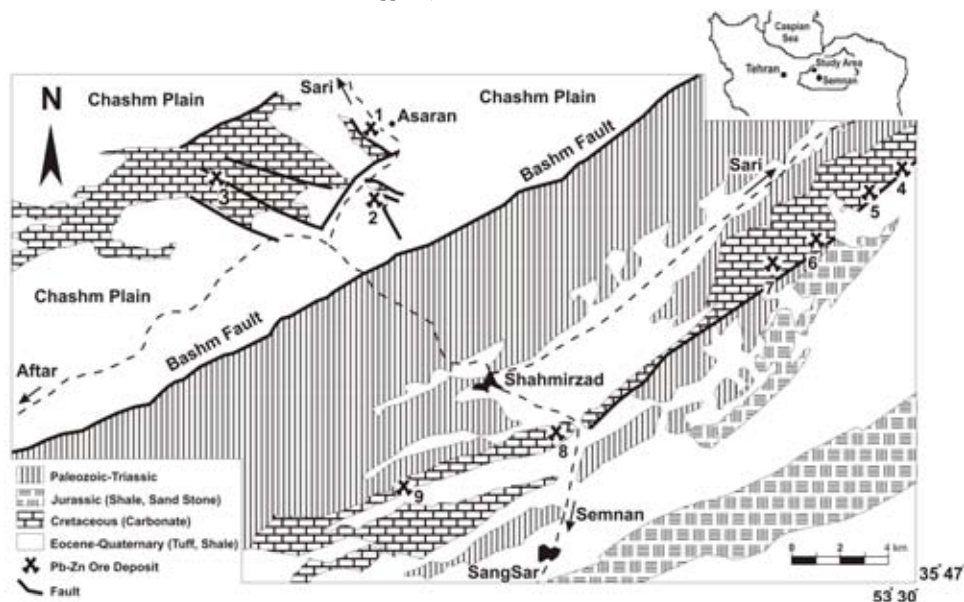 Caspian
Sea
Tehran
Study Area
Semnan
N
Chashm Plain
Sari
1
Asaran
Chashm Plain
Bashm Fault
Sari
3
2
4
5
6
7
Chashm Plain
Bashm Fault
Aftar
Shahmirzad
8
9
Semnan
SangSar
Paleozoic-Triassic
Jurassic (Shale, Sand Stone)
Cretaceous (Carbonate)
Eocene-Quaternary (Tuff, Shale)
Pb-Zn Ore Deposit
Fault
0 2 4 km
35°47'
53°30'